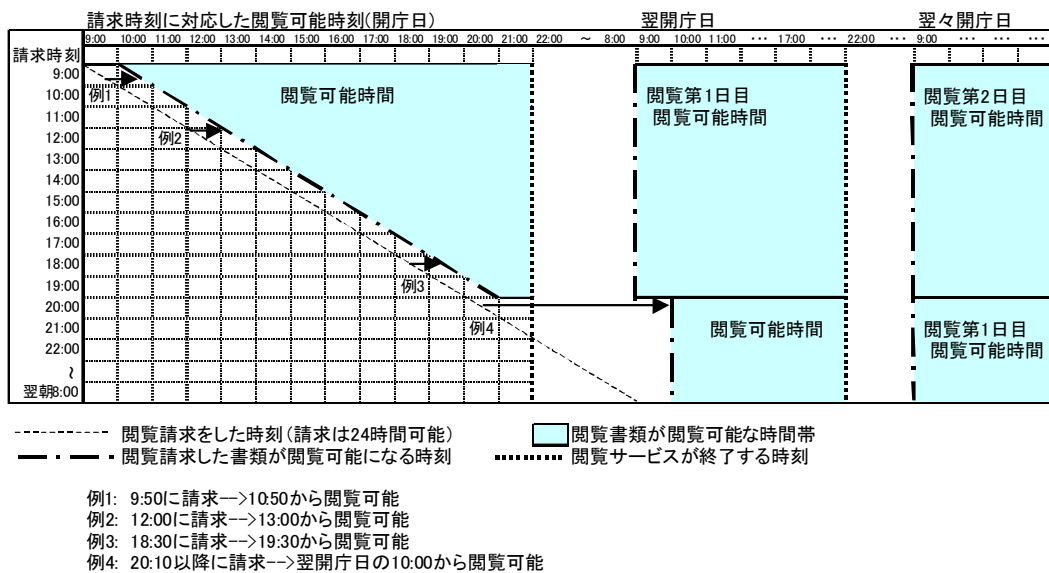 請求時刻に対応した閲覧可能時刻(開庁日) 翌開庁日 翌々開庁日
9:00 10:00 11:00 12:00 13:00 14:00 15:00 16:00 17:00 18:00 19:00 20:00 21:00 22:00 ～ 8:00 9:00 10:00 11:00 … 17:00 … 22:00 … 9:00 … … …
請求時刻
9:00
10:00
11:00
12:00
13:00
14:00
15:00
16:00
17:00
18:00
19:00
20:00
21:00
22:00
～
翌朝8:00
例1
例2
例3
例4
閲覧可能時間
閲覧第1日目
閲覧可能時間
閲覧第2日目
閲覧可能時間
閲覧可能時間
閲覧第1日目
閲覧可能時間
閲覧請求をした時刻(請求は24時間可能) 閲覧書類が閲覧可能な時間帯
閲覧請求した書類が閲覧可能になる時刻 閲覧サービスが終了する時刻
例1: 9:50に請求-->10:50から閲覧可能
例2: 12:00に請求-->13:00から閲覧可能
例3: 18:30に請求-->19:30から閲覧可能
例4: 20:10以降に請求-->翌開庁日の10:00から閲覧可能